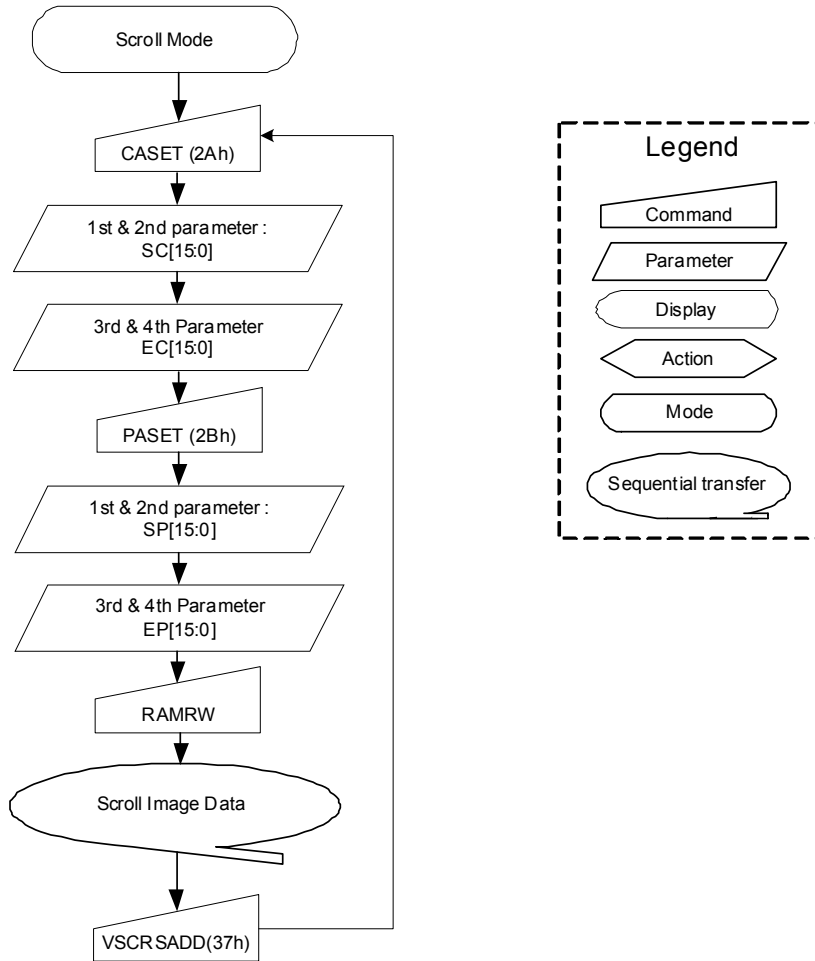 Scroll Mode
CASET (2Ah)
1st & 2nd parameter :
SC[15:0]
3rd & 4th Parameter
EC[15:0]
PASET (2Bh)
1st & 2nd parameter :
SP[15:0]
3rd & 4th Parameter
EP[15:0]
RAMRW
Scroll Image Data
VSCRSADD(37h)
Legend
Command
Parameter
Display
Action
Mode
Sequential transfer